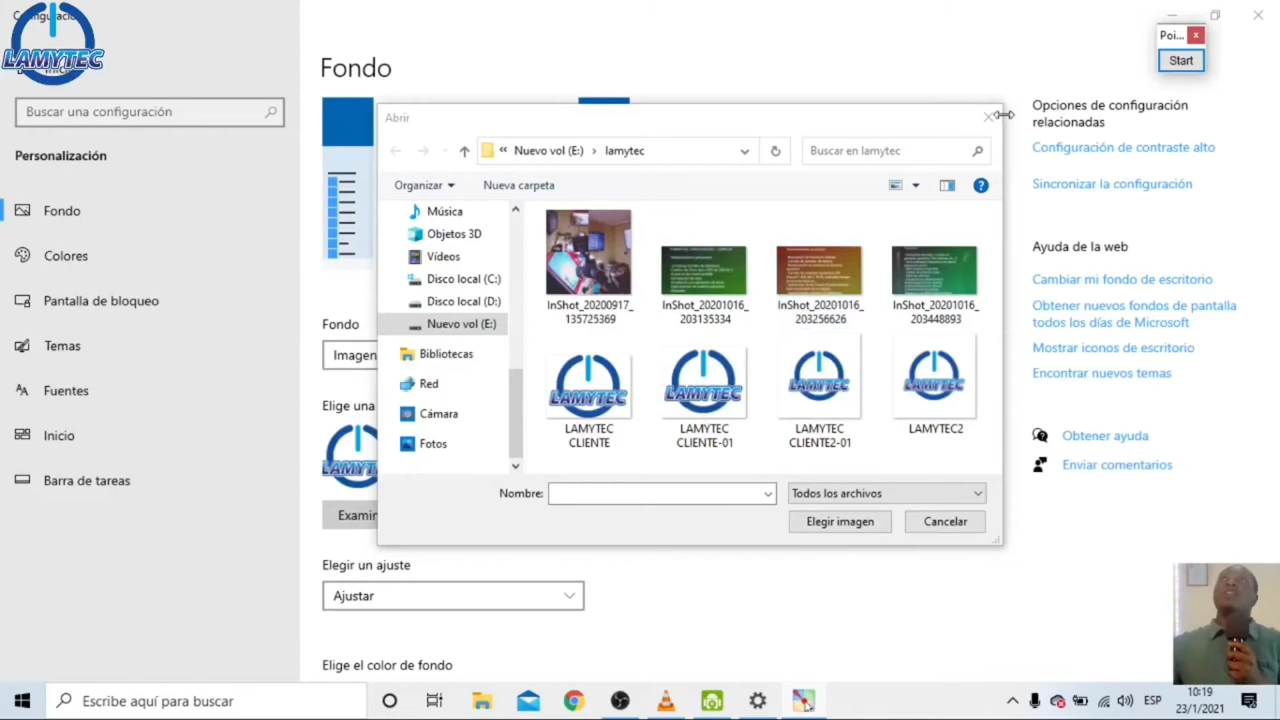 LAMYTEC
Fondo
Buscar una configuración
Personalización
Fondo
Colores
Pantalla de bloqueo
Temas
Fuentes
Inicio
Barra de tareas
Fondo
Imagen
Elige una
LAMYT
Examin
Elegir un ajuste
Ajustar
Elige el color de fondo
Abrir
« Nuevo vol (E:) › lamytec
Buscar en lamytec
Organizar
Nueva carpeta
Música
Objetos 3D
Vídeos
Disco local (C:)
Disco local (D:)
Nuevo vol (E:)
Bibliotecas
Red
Cámara
Fotos
InShot_20200917_
135725369
InShot_20201016_
203135334
InShot_20201016_
203256626
InShot_20201016_
203448893
LAMYTEC
LAMYTEC
LAMYTEC
LAMYTEC
LAMYTEC
CLIENTE
LAMYTEC
CLIENTE-01
LAMYTEC
CLIENTE2-01
LAMYTEC2
Nombre:
Todos los archivos
Elegir imagen
Cancelar
Poi...
Start
Opciones de configuración
relacionadas
Configuración de contraste alto
Sincronizar la configuración
Ayuda de la web
Cambiar mi fondo de escritorio
Obtener nuevos fondos de pantalla
todos los días de Microsoft
Mostrar iconos de escritorio
Encontrar nuevos temas
Obtener ayuda
Enviar comentarios
Escribe aquí para buscar
ESP
10:19
23/1/2021